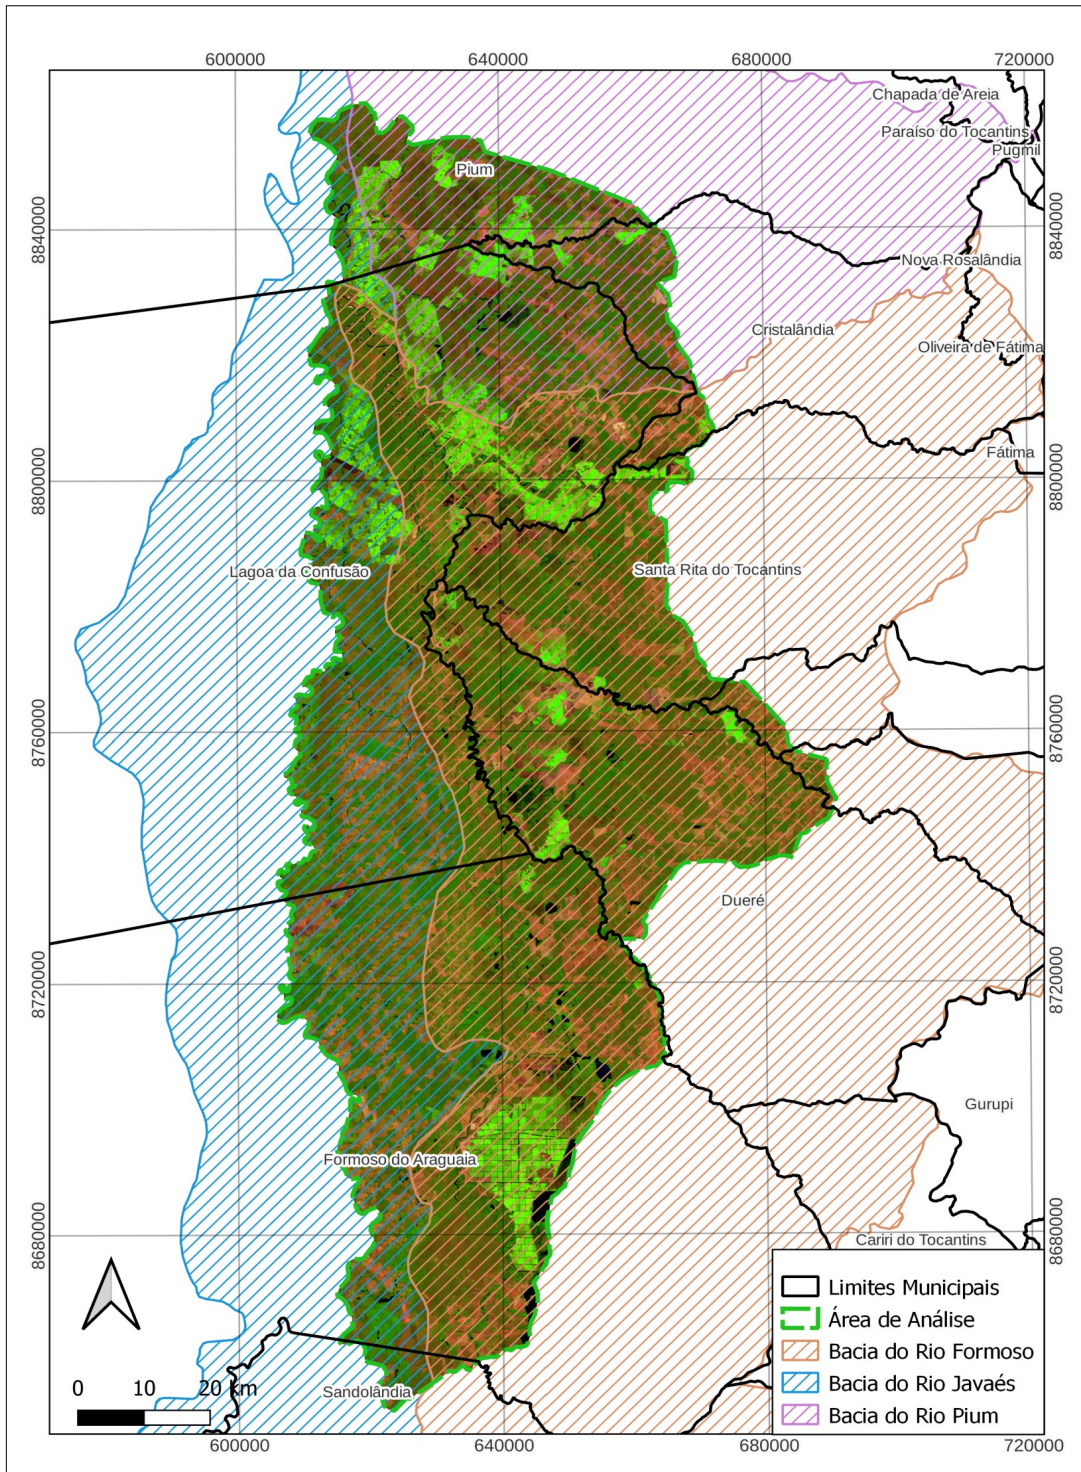 600000 640000 680000 720000
Chapada de Areia
Paraíso do Tocantins
Pugmil
Pium
8840000 8840000
Nova Rosalândia
Cristalândia
Oliveira de Fátima
Fátima
8800000 8800000
Lagoa da Confusão
Santa Rita do Tocantins
8760000 8760000
Dueré
8720000 8720000
Gurupi
Formoso do Araguaia
8680000 8680000
Cariri do Tocantins
Limites Municipais
Área de Análise
Bacia do Rio Formoso
Bacia do Rio Javaés
Bacia do Rio Pium
0 10 20 km
Sandolândia
600000 640000 680000 720000